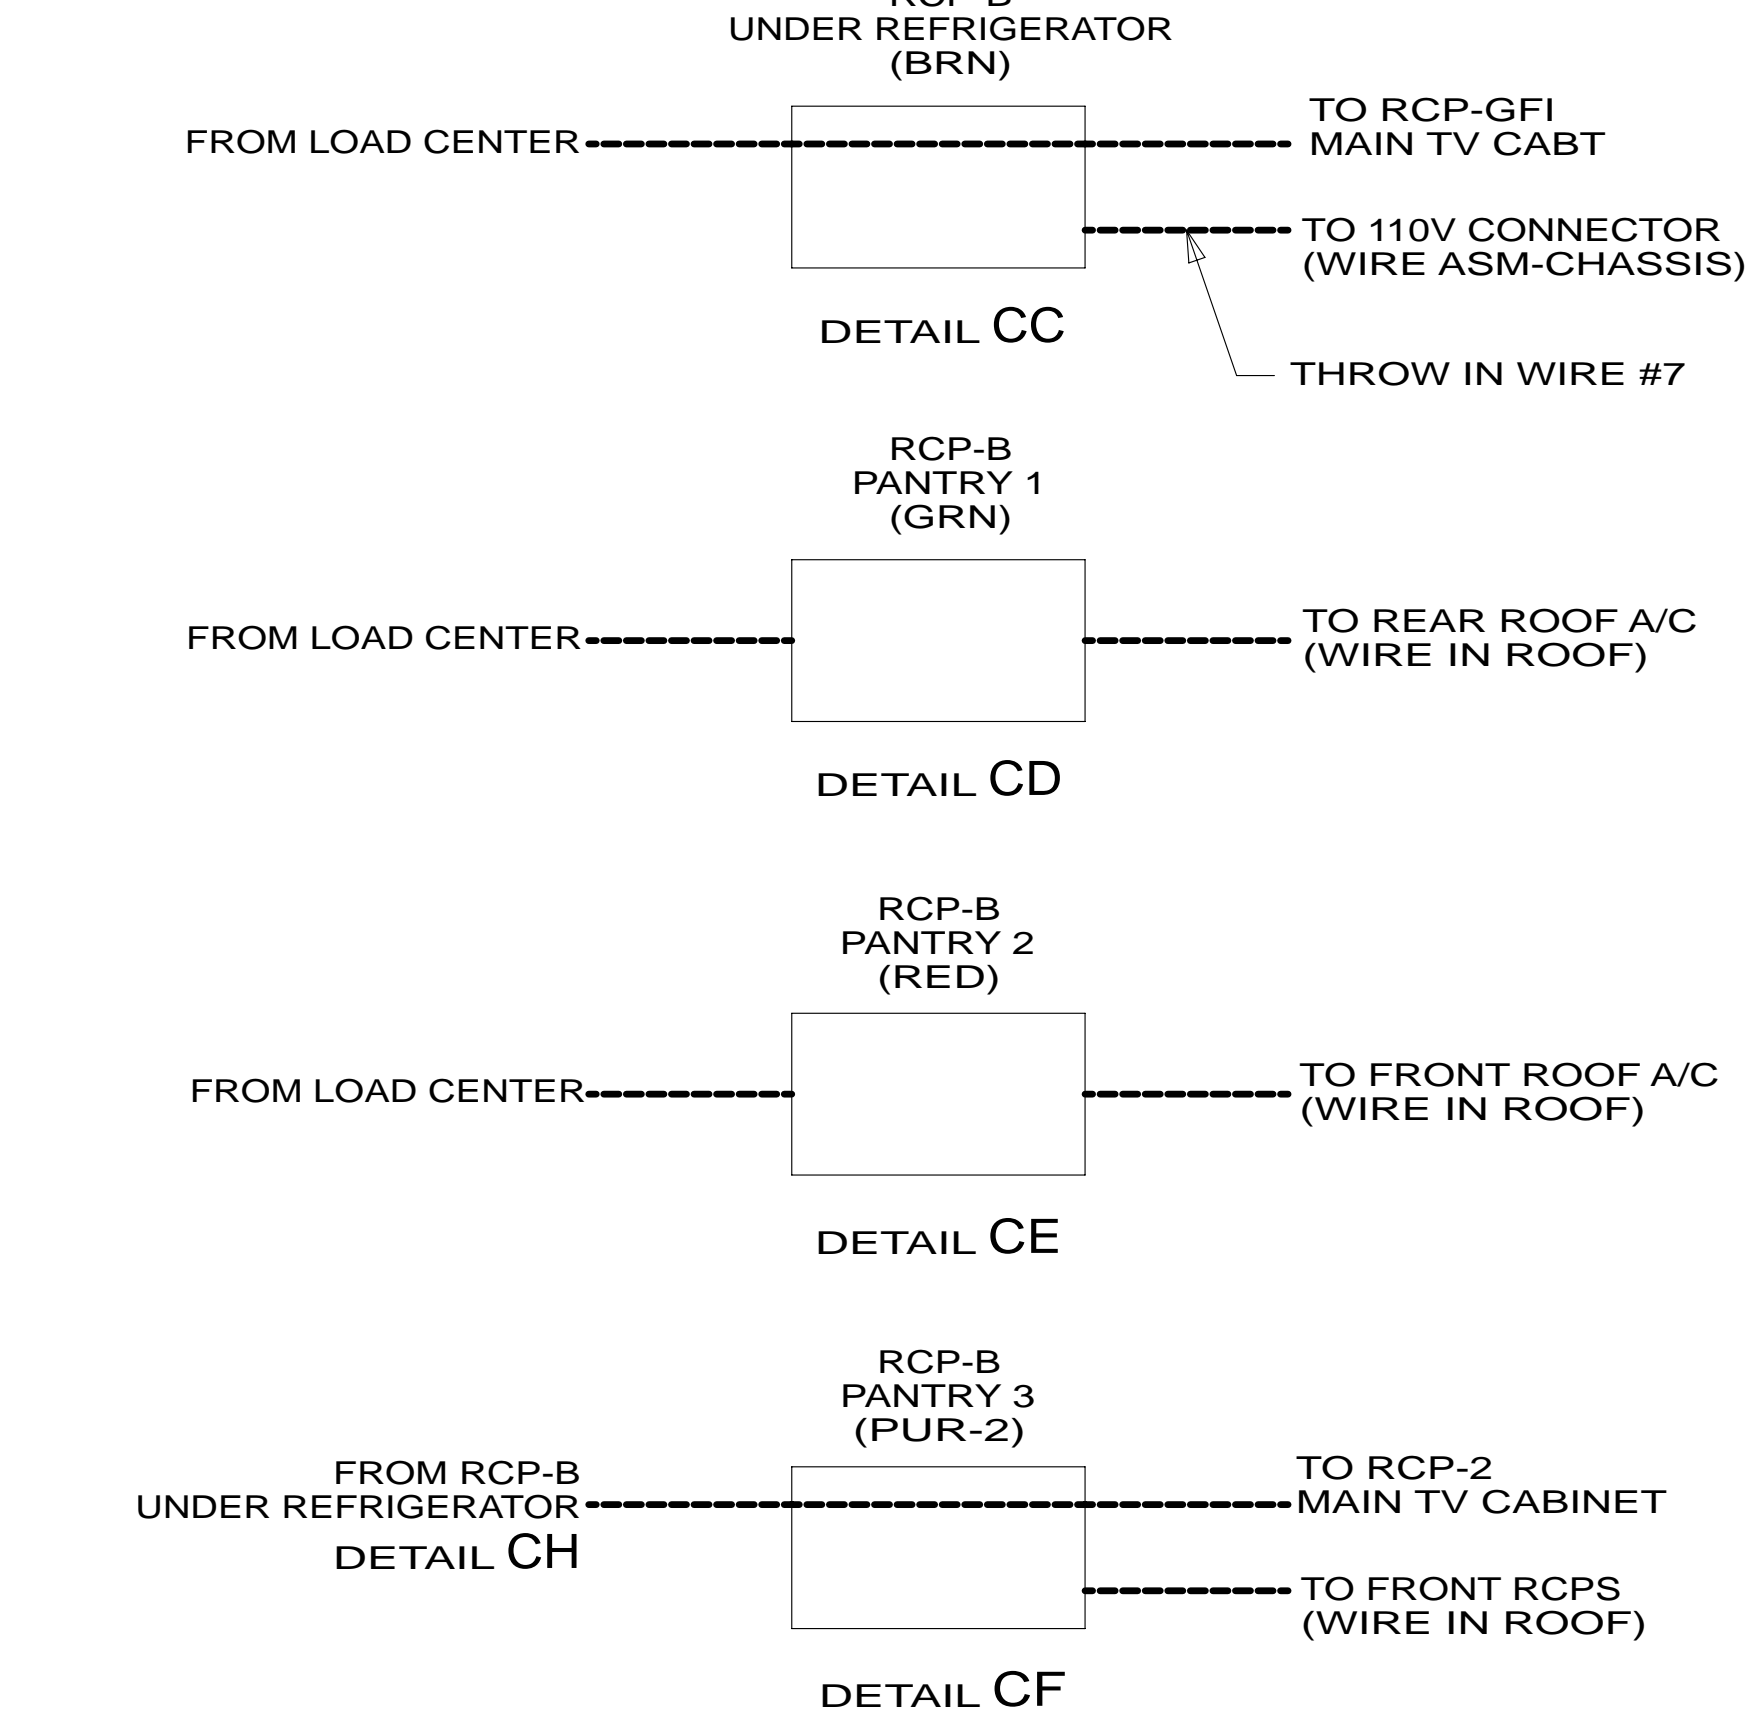 RCP-B
UNDER REFRIGERATOR
(BRN)
FROM LOAD CENTER
TO RCP-GFI
MAIN TV CABT
TO 110V CONNECTOR
(WIRE ASM-CHASSIS)
DETAIL CC
THROW IN WIRE #7
RCP-B
PANTRY 1
(GRN)
FROM LOAD CENTER
TO REAR ROOF A/C
(WIRE IN ROOF)
DETAIL CD
RCP-B
PANTRY 2
(RED)
FROM LOAD CENTER
TO FRONT ROOF A/C
(WIRE IN ROOF)
DETAIL CE
RCP-B
PANTRY 3
(PUR-2)
FROM RCP-B
UNDER REFRIGERATOR
DETAIL CH
TO RCP-2
MAIN TV CABINET
TO FRONT RCPS
(WIRE IN ROOF)
DETAIL CF